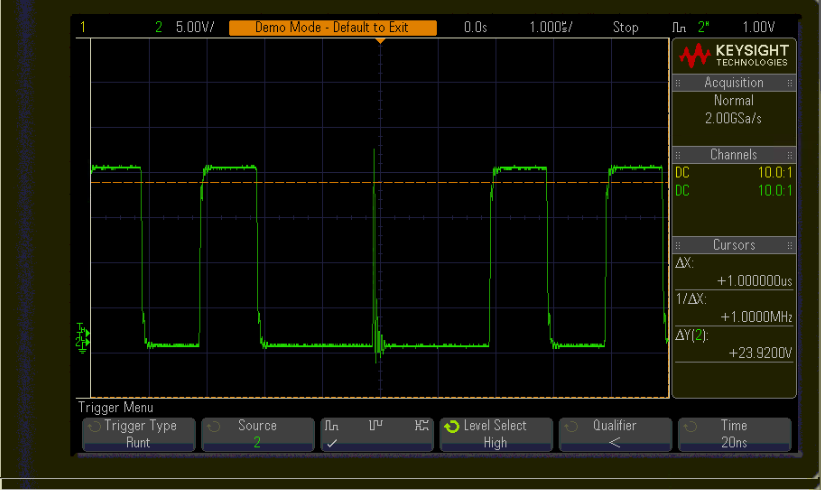 1 2 5.00V/ Demo Mode - Default to Exit 0.0s 1.000⅟s/ Stop 2 1.00V
KEYSIGHT
TECHNOLOGIES
Acquisition
Normal
2.00GSa/s
Channels
DC 10.0:1
DC 10.0:1
Cursors
ΔX:
+1.000000us
1/ΔX:
+1.0000MHz
ΔY(2):
+23.9200V
Trigger Menu
Trigger Type
Runt
Source
2
Level Select
High
Qualifier
<
Time
20ns